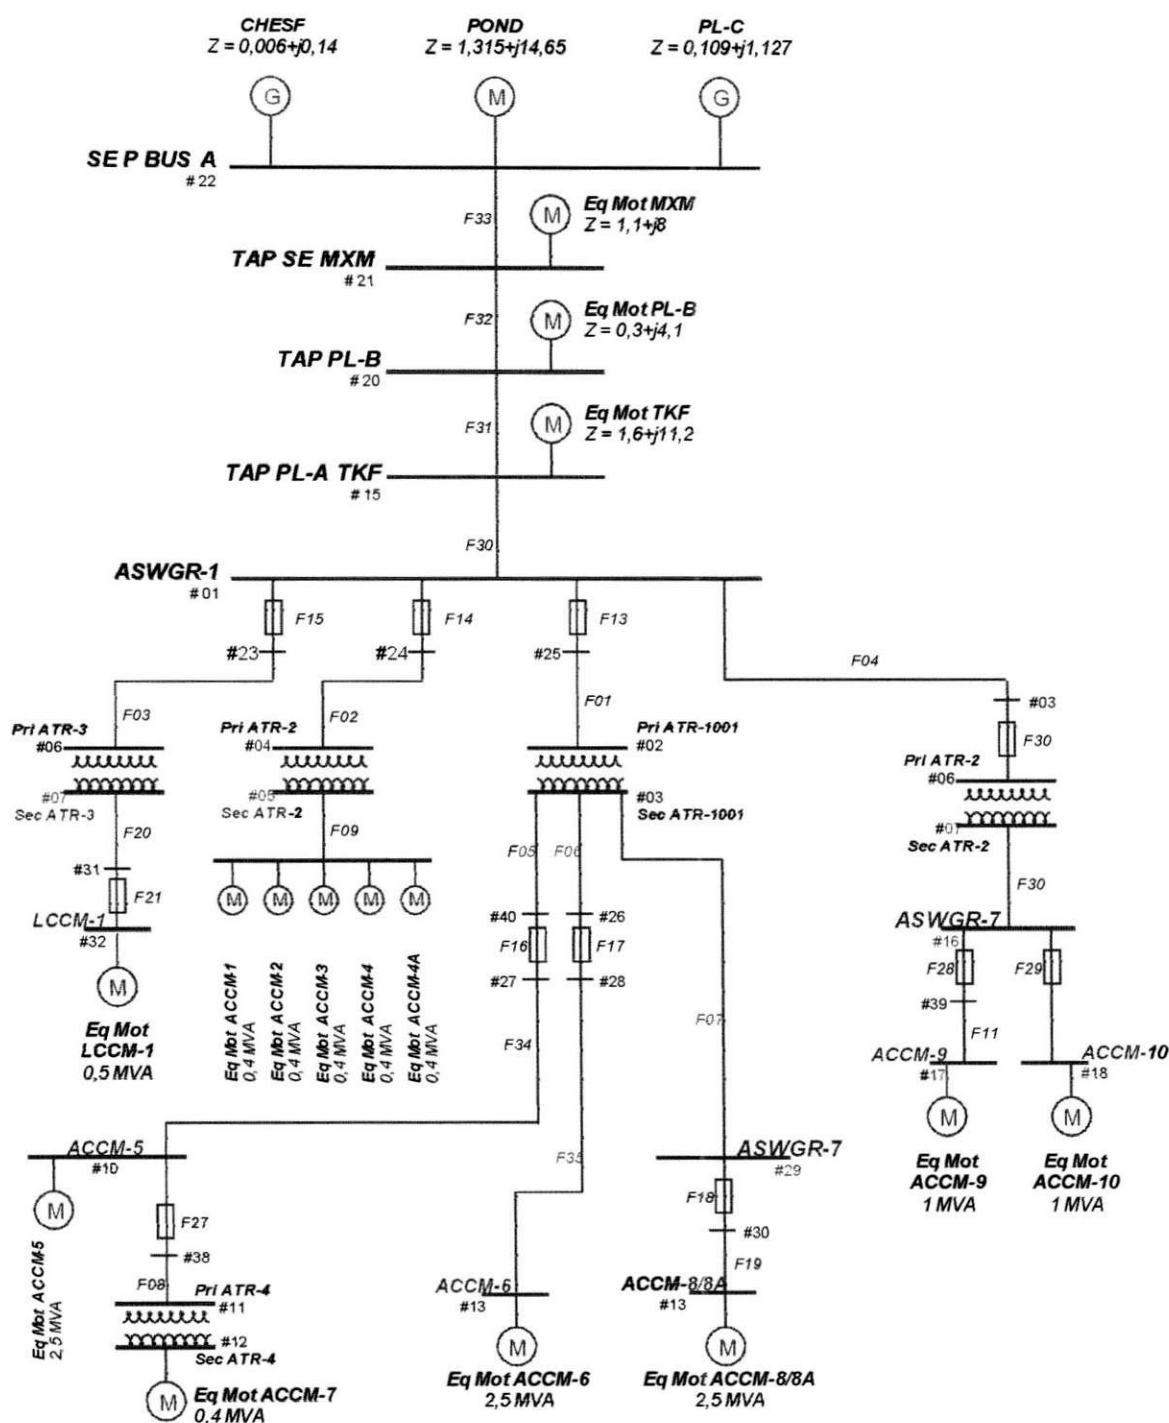 CHESF
Z = 0,006+j0,14
POND
Z = 1,315+j14,65
PL-C
Z = 0,109+j1,127
G
M
G
SE P BUS A
# 22
F33
M
Eq Mot MXM
Z = 1,1+j8
TAP SE MXM
# 21
F32
M
Eq Mot PL-B
Z = 0,3+j4,1
TAP PL-B
# 20
F31
M
Eq Mot TKF
Z = 1,6+j11,2
TAP PL-A TKF
# 15
F30
ASWGR-1
# 01
F15
F14
F13
#23
#24
#25
F04
F03
F02
F01
#03
F30
Pri ATR-3
#06
Pri ATR-2
#04
Pri ATR-1001
#02
Pri ATR-2
#06
#07
Sec ATR-3
#05
Sec ATR-2
#03
Sec ATR-1001
#07
Sec ATR-2
F20
F09
F05
F06
F30
#31
F21
LCCM-1
#32
M
M
M
M
M
M
#40
#26
F16
F17
#27
#28
ASWGR-7
#16
F28
F29
#39
F11
Eq Mot
LCCM-1
0,5 MVA
Eq Mot ACCM-1
0,4 MVA
Eq Mot ACCM-2
0,4 MVA
Eq Mot ACCM-3
0,4 MVA
Eq Mot ACCM-4
0,4 MVA
Eq Mot ACCM-4A
0,4 MVA
F34
F07
ACCM-9
#17
ACCM-10
#18
M
M
Eq Mot
ACCM-9
1 MVA
Eq Mot
ACCM-10
1 MVA
ACCM-5
#10
F35
ASWGR-7
#29
M
F27
F18
#38
#30
Eq Mot ACCM-5
2,5 MVA
F08
F19
Pri ATR-4
#11
ACCM-6
#13
ACCM-8/8A
#13
#12
Sec ATR-4
M
M
M
Eq Mot ACCM-7
0,4 MVA
Eq Mot ACCM-6
2,5 MVA
Eq Mot ACCM-8/8A
2,5 MVA